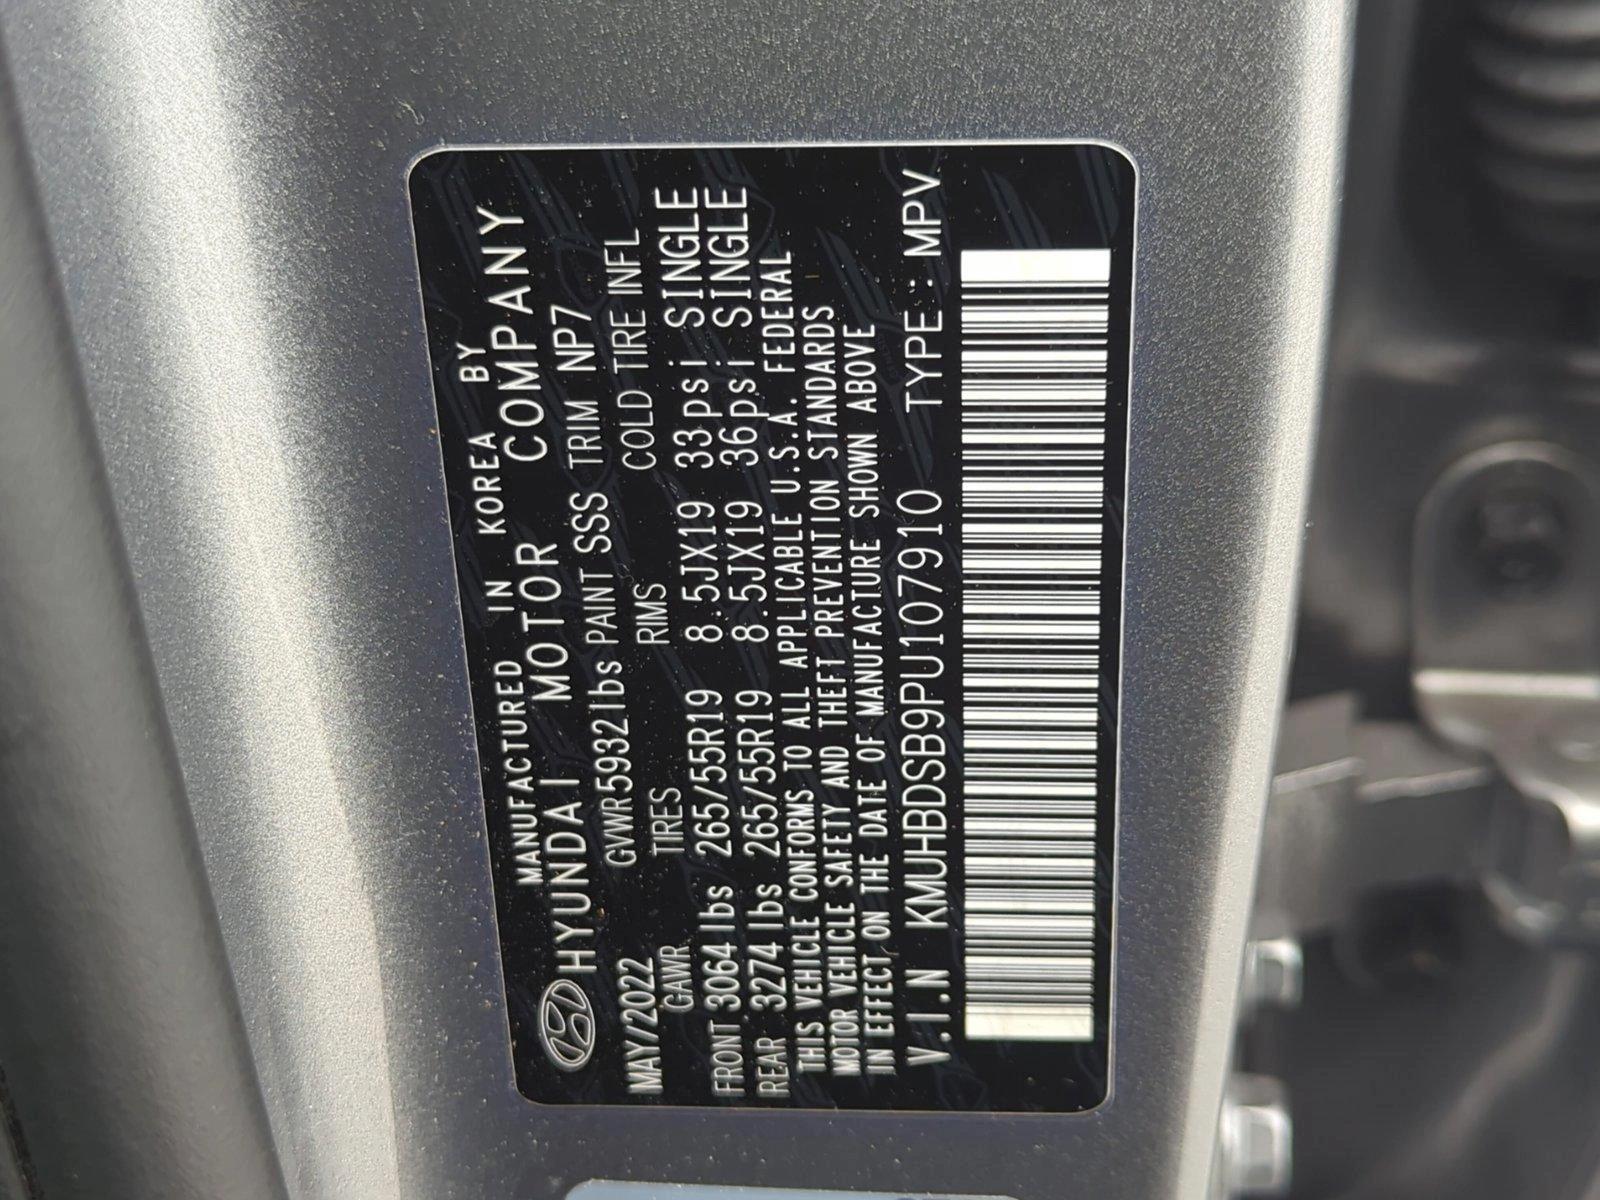 MANUFACTURED IN KOREA BY
HYUNDAI MOTOR COMPANY
GVWR5932lbs PAINT SSS TRIM NP7
MAY/2022 TIRES RIMS COLD TIRE INFL
GAWR
FRONT 3064 lbs 265/55R19 8.5JX19 33psi SINGLE
REAR 3274 lbs 265/55R19 8.5JX19 36psi SINGLE
THIS VEHICLE CONFORMS TO ALL APPLICABLE U.S.A. FEDERAL
MOTOR VEHICLE SAFETY AND THEFT PREVENTION STANDARDS
IN EFFECT ON THE DATE OF MANUFACTURE SHOWN ABOVE
V.I.N KMUHBDSB9PU107910 TYPE: MPV